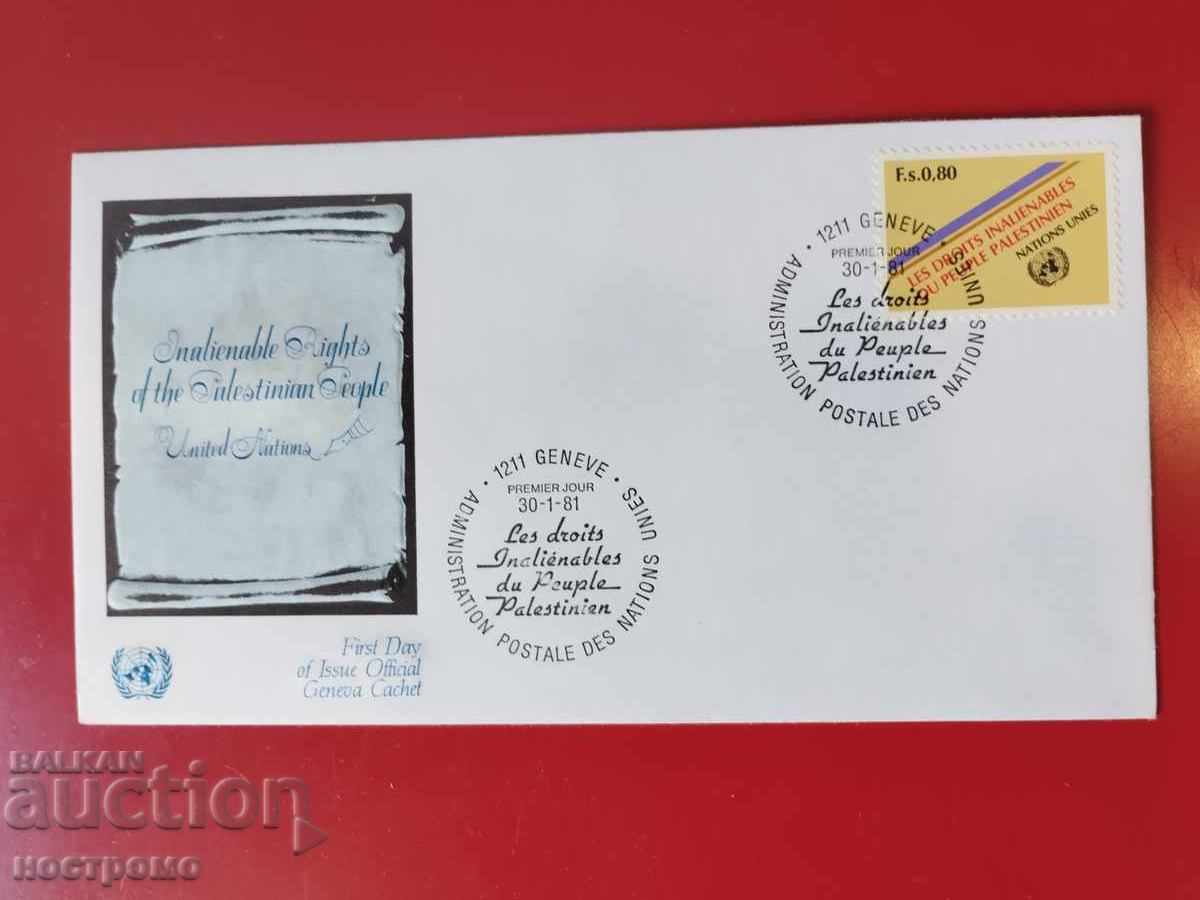 Inalienable Rights
of the Palestinian People
United Nations
First Day
of Issue Official
Geneva Cachet
· 1211 GENEVE ·
PREMIER JOUR
30-1-81
Les droits
Inaliénables
du Peuple
Palestinien
ADMINISTRATION POSTALE DES NATIONS UNIES
F.s.0,80
LES DROITS INALIENABLES
DU PEUPLE PALESTINIEN
NATIONS UNIES
· 1211 GENEVE ·
PREMIER JOUR
30-1-81
Les droits
Inaliénables
du Peuple
Palestinien
ADMINISTRATION POSTALE DES NATIONS UNIES
BALKAN
auction
ностромо